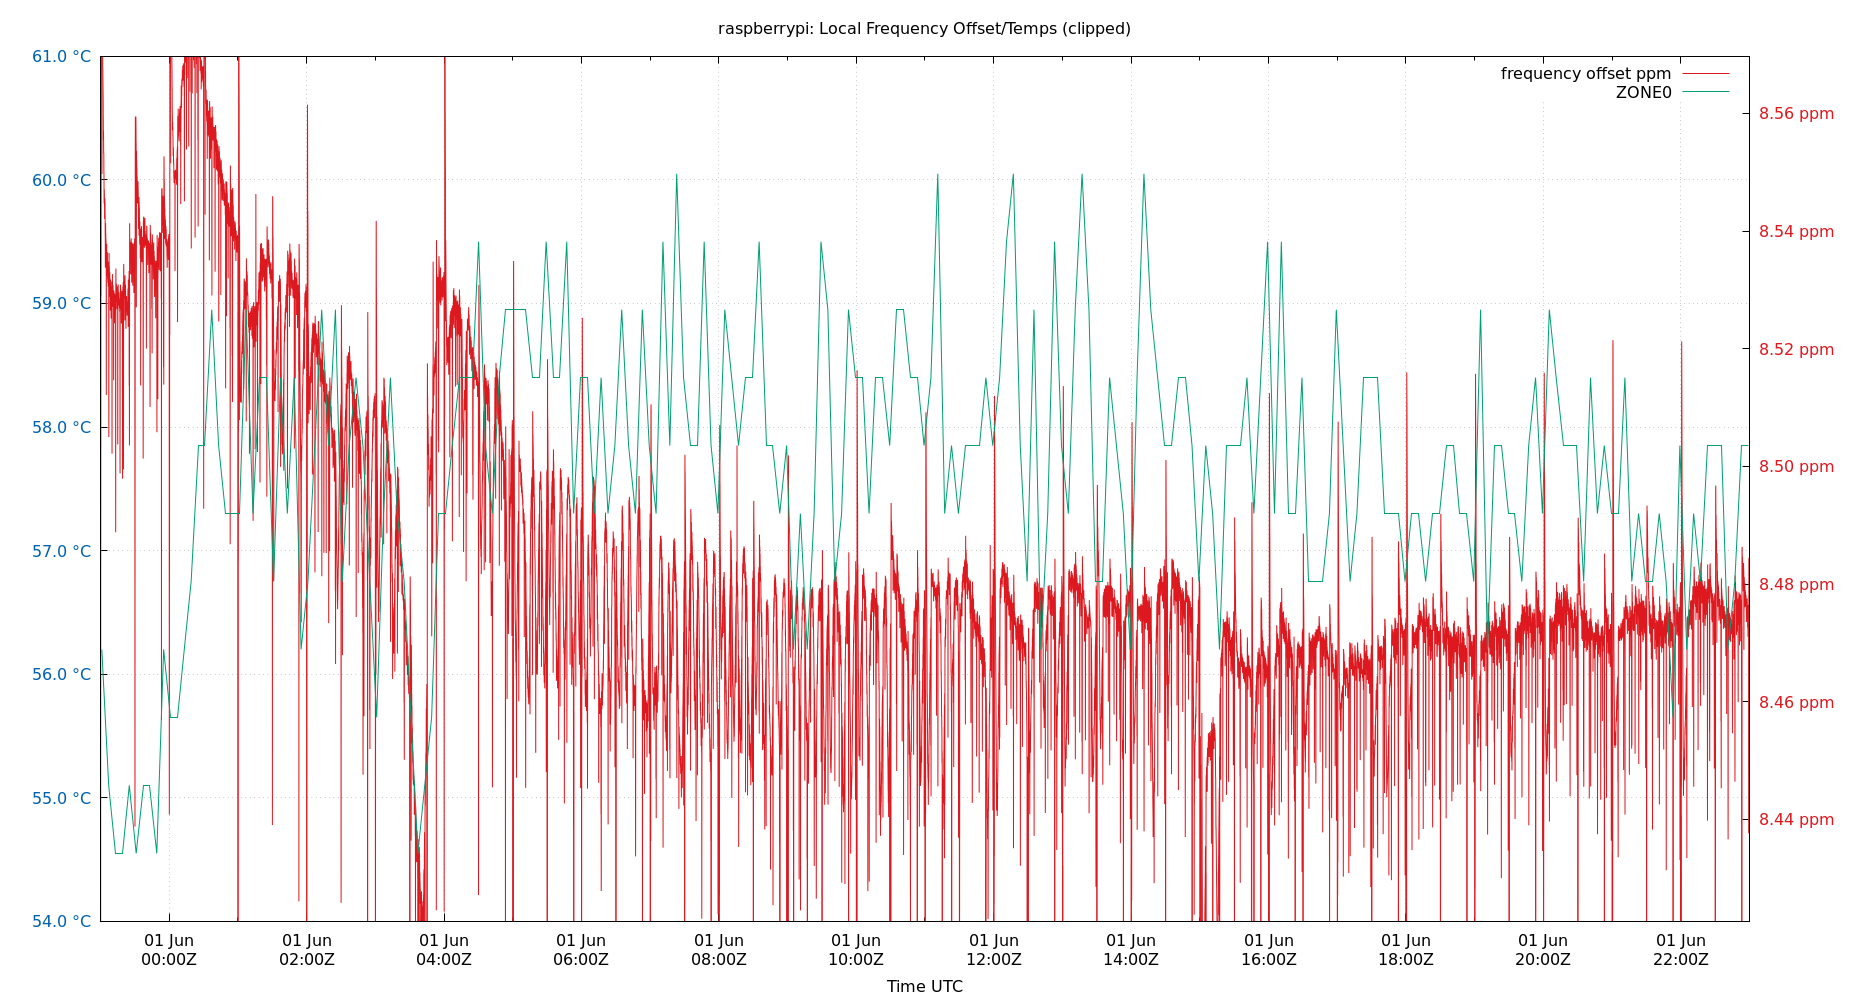 raspberrypi: Local Frequency Offset/Temps (clipped)
frequency offset ppm
ZONE0
61.0 °C
60.0 °C
59.0 °C
58.0 °C
57.0 °C
56.0 °C
55.0 °C
54.0 °C
8.56 ppm
8.54 ppm
8.52 ppm
8.50 ppm
8.48 ppm
8.46 ppm
8.44 ppm
01 Jun 01 Jun 01 Jun 01 Jun 01 Jun 01 Jun 01 Jun 01 Jun 01 Jun 01 Jun 01 Jun 01 Jun
00:00Z 02:00Z 04:00Z 06:00Z 08:00Z 10:00Z 12:00Z 14:00Z 16:00Z 18:00Z 20:00Z 22:00Z
Time UTC